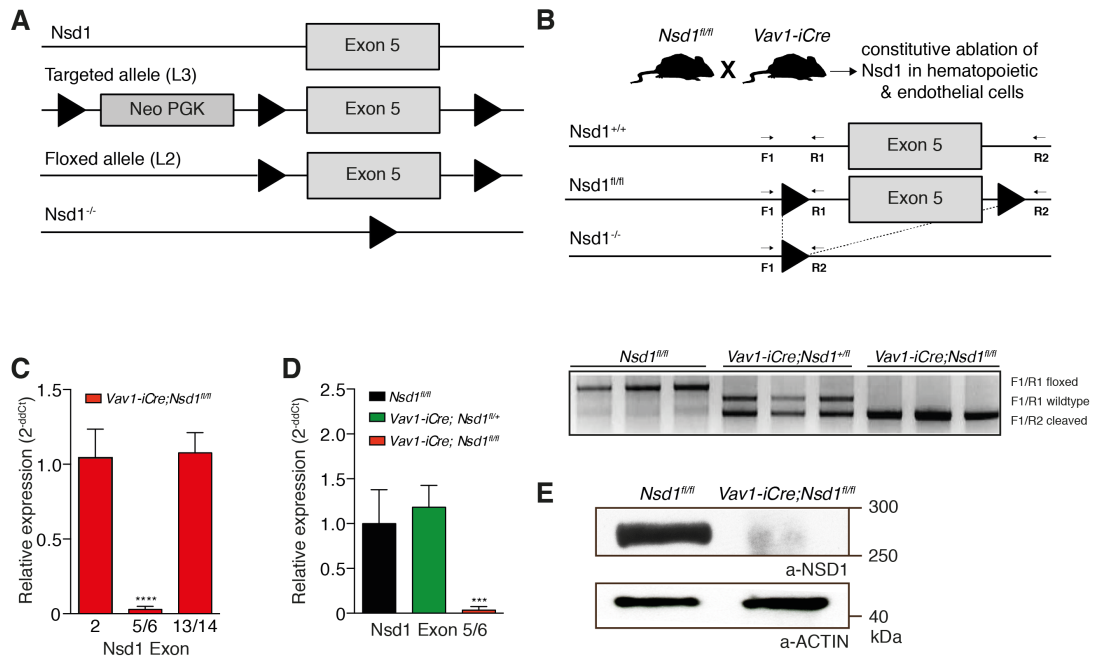 A
Nsd1
Exon 5
Targeted allele (L3)
Neo PGK
Exon 5
Floxed allele (L2)
Exon 5
Nsd1-/-
B
Nsd1fl/fl
Vav1-iCre
X
constitutive ablation of
Nsd1 in hematopoietic
& endothelial cells
Nsd1+/+
Exon 5
F1 R1 R2
Nsd1fl/fl
Exon 5
F1 R1 R2
Nsd1-/-
F1 R2
Nsd1fl/fl Vav1-iCre;Nsd1+/fl Vav1-iCre;Nsd1fl/fl
F1/R1 floxed
F1/R1 wildtype
F1/R2 cleaved
C
Relative expression (2-ddCt)
1.5
1.0
0.5
0
Vav1-iCre;Nsd1fl/fl
****
2 5/6 13/14
Nsd1 Exon
D
Relative expression (2-ddCt)
2.5
2.0
1.5
1.0
0.5
0
Nsd1fl/fl
Vav1-iCre; Nsd1fl/+
Vav1-iCre; Nsd1fl/fl
***
Nsd1 Exon 5/6
E
Nsd1fl/fl Vav1-iCre;Nsd1fl/fl
300
250
a-NSD1
40
kDa
a-ACTIN